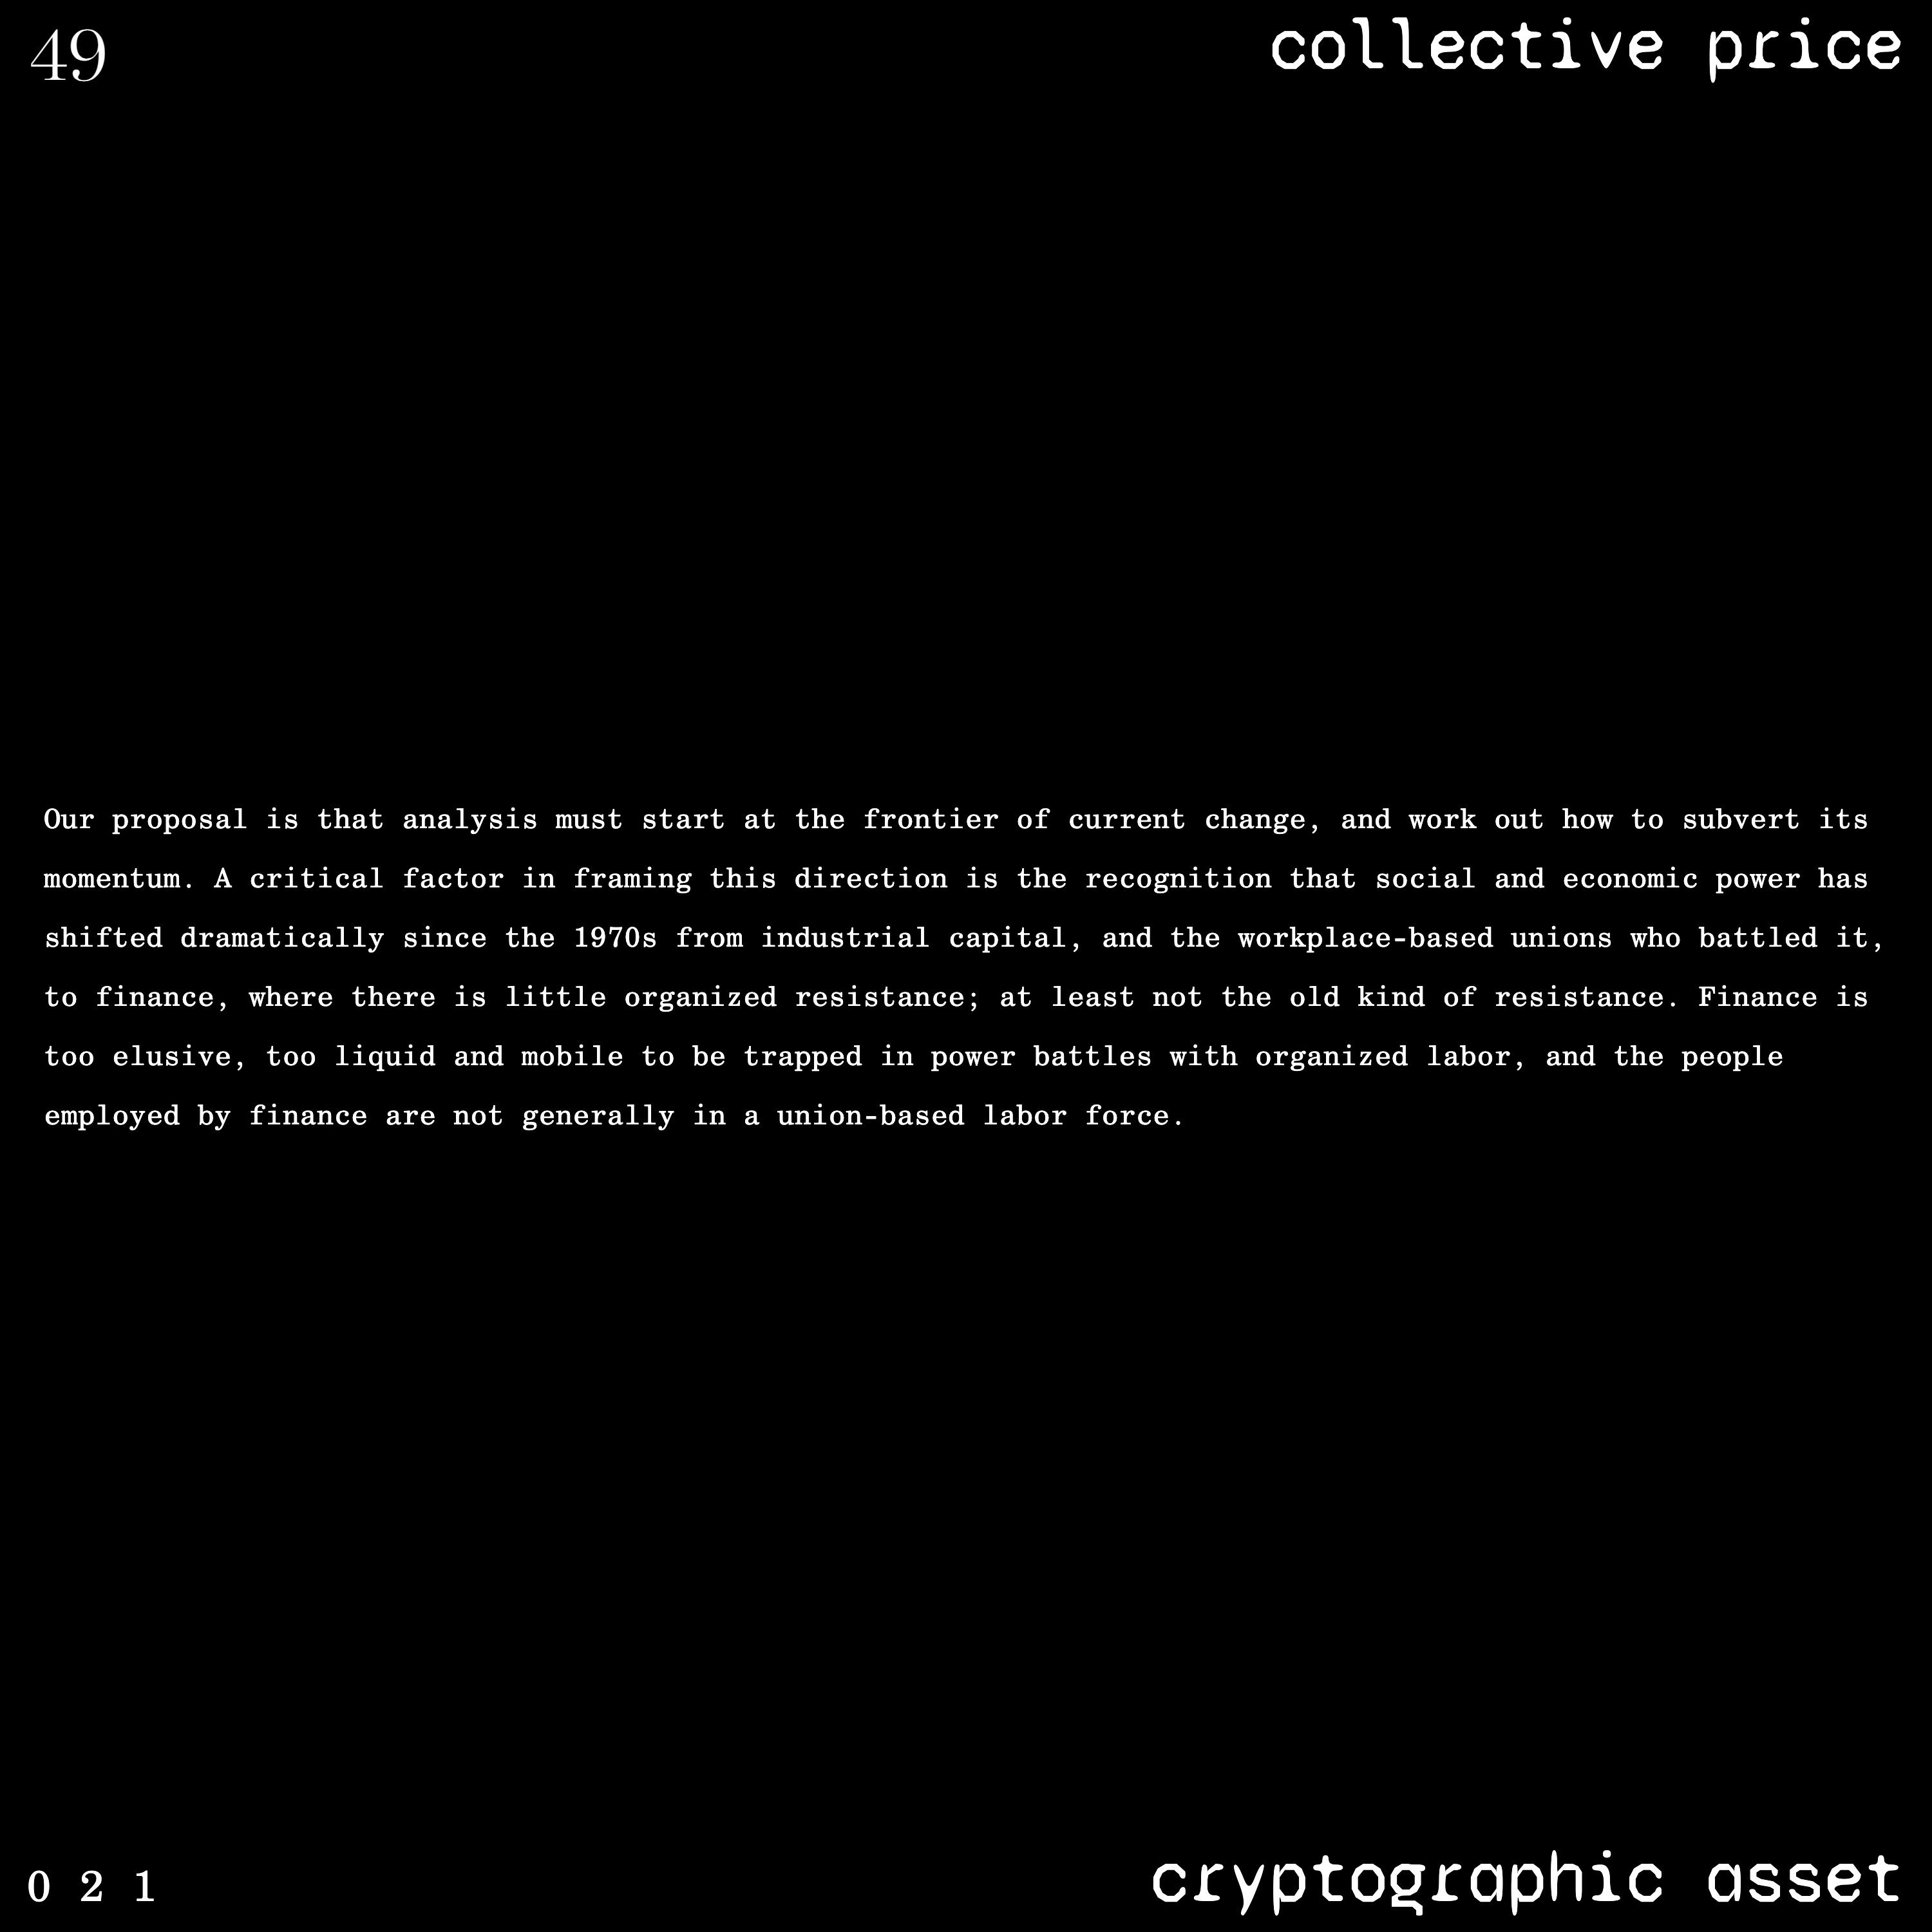 49
collective price
Our proposal is that analysis must start at the frontier of current change, and work out how to subvert its
momentum. A critical factor in framing this direction is the recognition that social and economic power has
shifted dramatically since the 1970s from industrial capital, and the workplace-based unions who battled it,
to finance, where there is little organized resistance; at least not the old kind of resistance. Finance is
too elusive, too liquid and mobile to be trapped in power battles with organized labor, and the people
employed by finance are not generally in a union-based labor force.
0 2 1
cryptographic asset